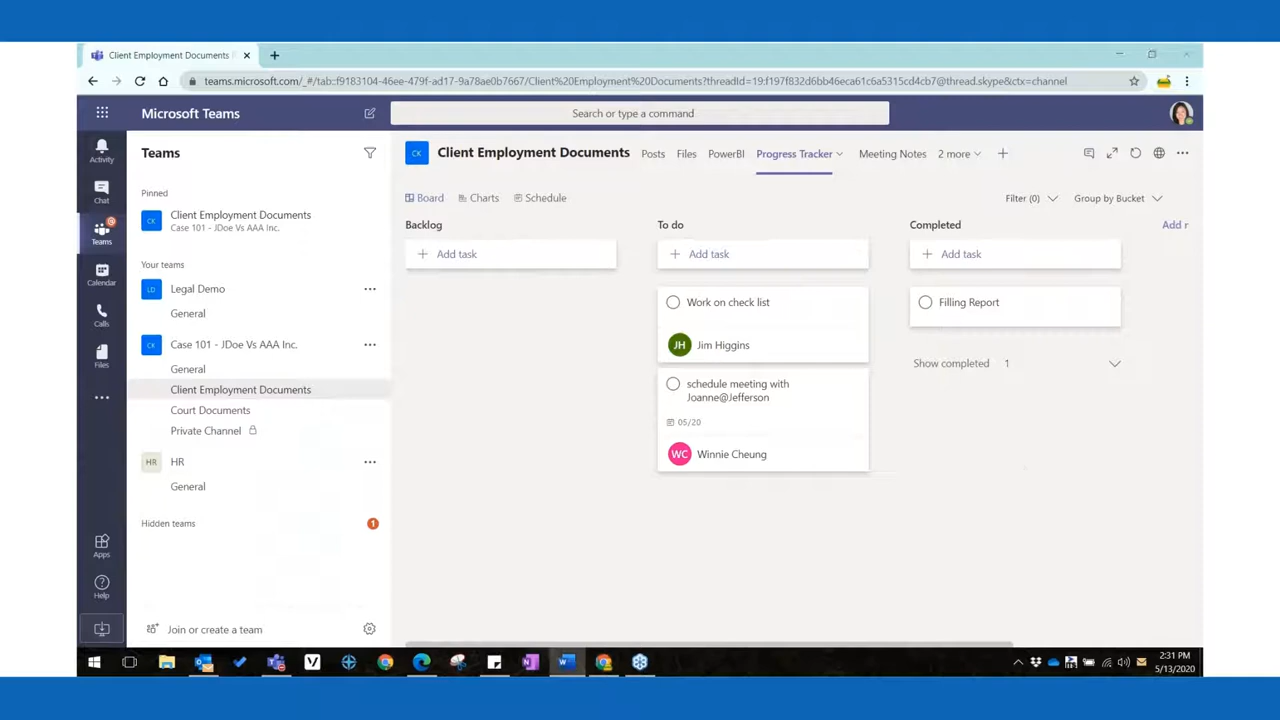 Client Employment Documents
teams.microsoft.com/_#/tab:f9183104-46ee-479f-ad17-9a78ae0b7667/Client%20Employment%20Documents?threadId=19:f197f832d6bb46eca61c6a5315cd4cb7@thread.skype&ctx=channel
Microsoft Teams
Search or type a command
Activity
Chat
Teams
Calendar
Calls
Files
Apps
Help
Teams
Pinned
CK
Client Employment Documents
Case 101 - JDoe Vs AAA Inc.
Your teams
LD
Legal Demo
General
CK
Case 101 - JDoe Vs AAA Inc.
General
Client Employment Documents
Court Documents
Private Channel
HR
HR
General
Hidden teams
1
Join or create a team
CK
Client Employment Documents
Posts
Files
PowerBI
Progress Tracker
Meeting Notes
2 more
Board
Charts
Schedule
Filter (0)
Group by Bucket
Backlog
Add task
To do
Add task
Work on check list
JH
Jim Higgins
schedule meeting with
Joanne@Jefferson
05/20
WC
Winnie Cheung
Completed
Add task
Filling Report
Show completed 1
Add r
2:31 PM
5/13/2020